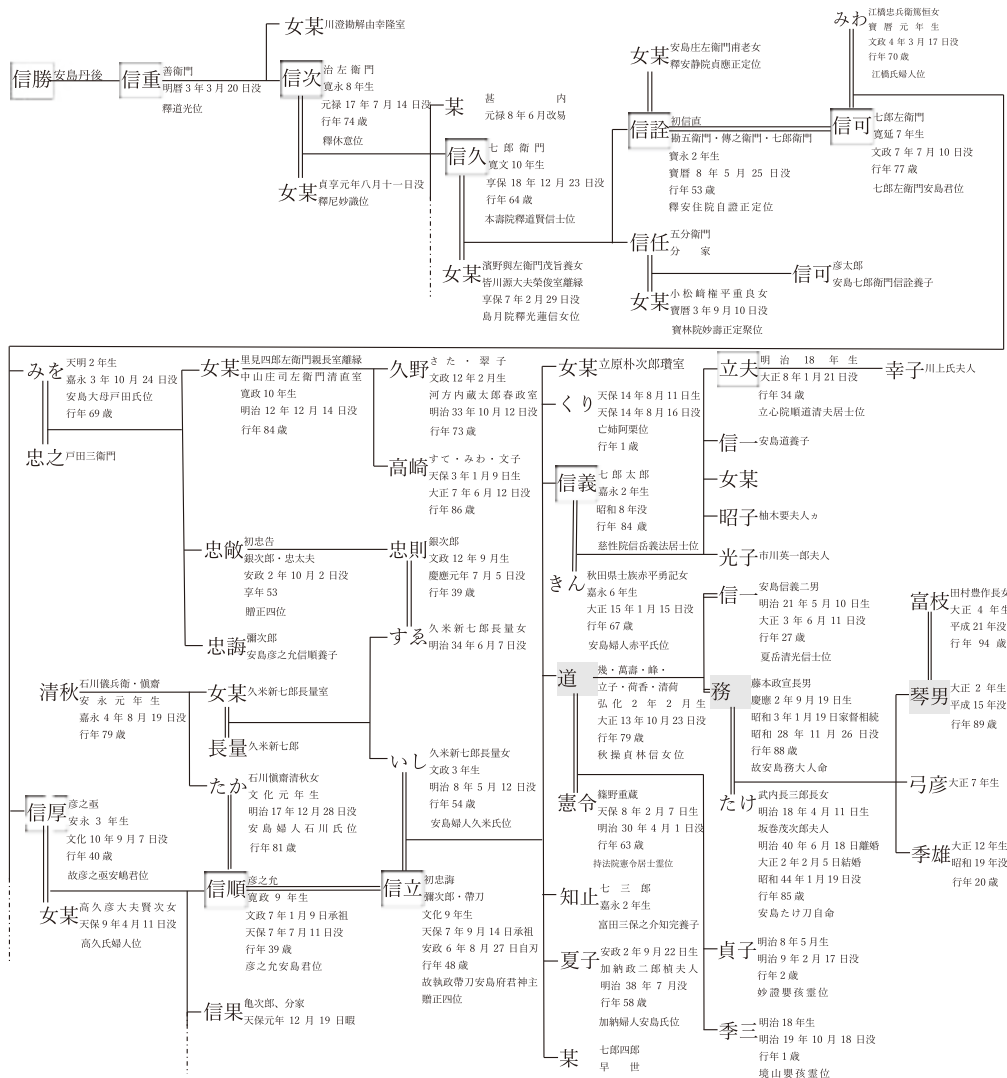 女某 川澄勘解由幸隆室
信勝 安島丹後
信重 善衛門
明暦3年3月20日没
釋道光位
信次 治左衛門
寛永8年生
元禄17年7月14日没
行年74歳
釋休意位
女某 貞享元年八月十一日没
釋尼妙識位
某 甚内
元禄8年6月改易
信久 七郎衛門
寛文10年生
享保18年12月23日没
行年64歳
本壽院釋道賢信士位
女某 濱野與左衛門茂旨養女
皆川源大夫榮俊室離縁
享保7年2月29日没
島月院釋光蓮信女位
女某 安島庄左衛門甫老女
釋安静院貞應正定位
信詮 初信直
勘五衛門・傳之衛門・七郎衛門
寶永2年生
寶暦8年5月25日没
行年53歳
釋安住院自證正定位
信任 五分衛門
分家
女某 小松﨑権平重良女
寶暦3年9月10日没
寶林院妙壽正定聚位
みわ 江橋忠兵衛篤恒女
寶暦元年生
文政4年3月17日没
行年70歳
江橋氏婦人位
信可 七郎左衛門
寛延7年生
文政7年7月10日没
行年77歳
七郎左衛門安島君位
信可 彦太郎
安島七郎衛門信詮養子
みを 天明2年生
嘉永3年10月24日没
安島大母戸田氏位
行年69歳
忠之 戸田三衛門
女某 里見四郎左衛門親長室離縁
中山庄司左衛門清直室
寛政10年生
明治12年12月14日没
行年84歳
久野 さた・翠子
文政12年2月生
河方内蔵太郎春政室
明治33年10月12日没
行年73歳
高崎 すて・みわ・文子
天保3年1月9日生
大正7年6月12日没
行年86歳
忠敞 初忠告
銀次郎・忠太夫
安政2年10月2日没
享年53
贈正四位
忠則 銀次郎
文政12年9月生
慶應元年7月5日没
行年39歳
すゑ 久米新七郎長量女
明治34年6月7日没
忠誨 彌次郎
安島彦之允信順養子
清秋 石川儀兵衛・愼齋
安永元年生
嘉永4年8月19日没
行年79歳
女某 久米新七郎長量室
長量 久米新七郎
たか 石川愼齋清秋女
文化元年生
明治17年12月28日没
安島婦人石川氏位
行年81歳
いし 久米新七郎長量女
文政3年生
明治8年5月12日没
行年54歳
安島婦人久米氏位
信厚 彦之亟
安永3年生
文化10年9月7日没
行年40歳
故彦之亟安嶋君位
女某 高久彦大夫賢次女
天保9年4月11日没
高久氏婦人位
信順 彦之允
寛政9年生
文政7年1月9日承祖
天保7年7月11日没
行年39歳
彦之允安島君位
信立 初忠誨
彌次郎・帶刀
文化9年生
天保7年9月14日承祖
安政6年8月27日自刃
行年48歳
故執政帶刀安島府君神主
贈正四位
信果 亀次郎、分家
天保元年12月19日暇
女某 立原朴次郎瓚室
くり 天保14年8月11日生
天保14年8月16日没
亡姉阿栗位
行年1歳
信義 七郎太郎
嘉永2年生
昭和8年没
行年84歳
慈性院信岳義法居士位
きん 秋田県士族赤平勇記女
嘉永6年生
大正15年1月15日没
行年67歳
安島婦人赤平氏位
道 幾・萬壽・峰・
立子・荷香・清荷
弘化2年2月生
大正13年10月23日没
行年79歳
秋操貞林信女位
憲令 篠野重蔵
天保8年2月7日生
明治30年4月1日没
行年63歳
持法院憲令居士霊位
知止 七三郎
嘉永2年生
富田三保之介知完養子
夏子 安政2年9月22日生
加納政二郎楨夫人
明治38年7月没
行年58歳
加納婦人安島氏位
某 七郎四郎
早世
立夫 明治18年生
大正8年1月21日没
行年34歳
立心院順道清夫居士位
幸子 川上氏夫人
信一 安島道養子
女某
昭子 柚木要夫人ヵ
光子 市川英一郎夫人
信一 安島信義二男
明治21年5月10日生
大正3年6月11日没
行年27歳
夏岳清光信士位
務 藤本政宣長男
慶應2年9月19日生
昭和3年1月19日家督相続
昭和28年11月26日没
行年88歳
故安島務大人命
たけ 武内長三郎長女
明治18年4月11日生
坂巻茂次郎夫人
明治40年6月18日離婚
大正2年2月5日結婚
昭和44年1月19日没
行年85歳
安島たけ刀自命
貞子 明治8年5月生
明治9年2月17日没
行年2歳
妙證嬰孩霊位
季三 明治18年生
明治19年10月18日没
行年1歳
境山嬰孩霊位
富枝 田村豊作長女
大正4年生
平成21年没
行年94歳
琴男 大正2年生
平成15年没
行年89歳
弓彦 大正7年生
季雄 大正12年生
昭和19年没
行年20歳